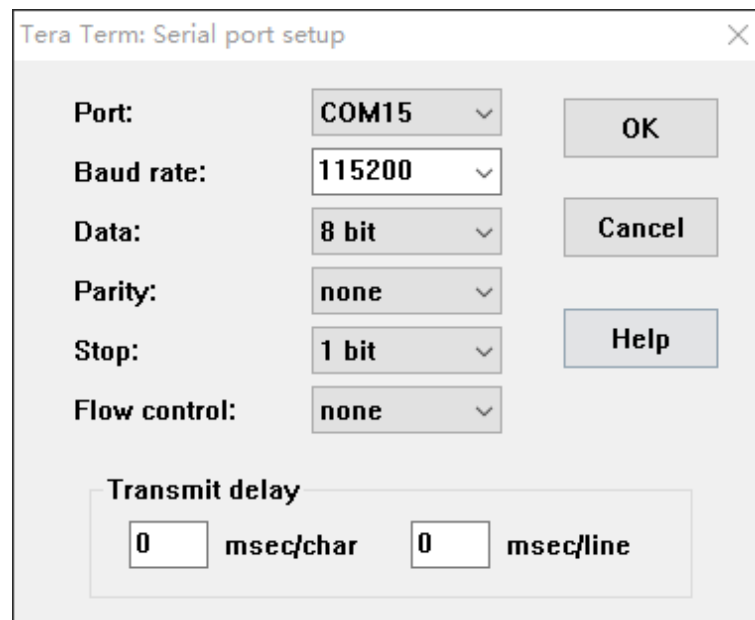 Tera Term: Serial port setup
Port: COM15 OK
Baud rate: 115200
Data: 8 bit Cancel
Parity: none
Stop: 1 bit Help
Flow control: none
Transmit delay
0 msec/char 0 msec/line